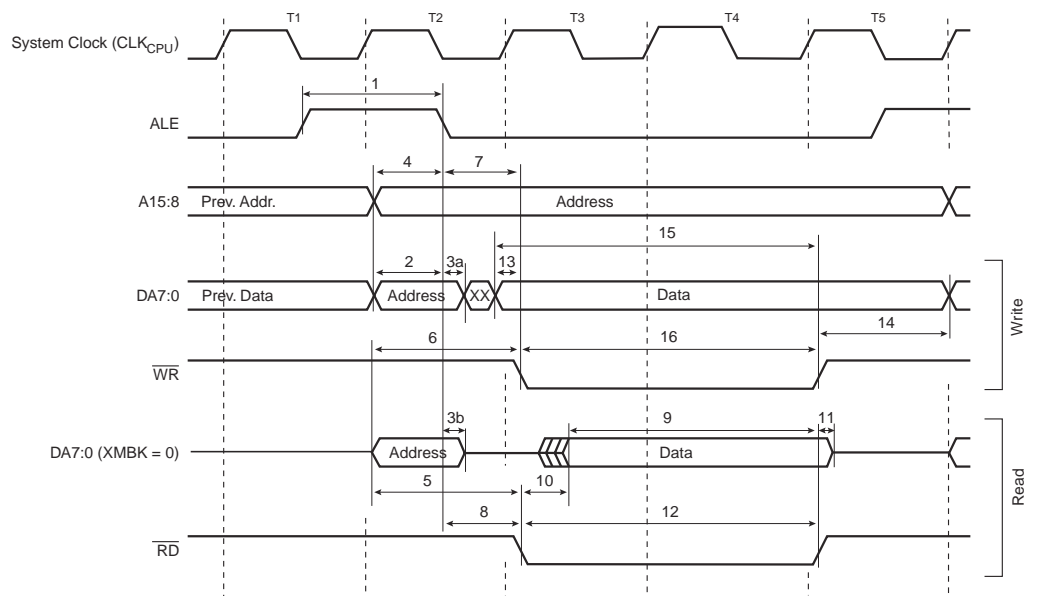 T1 T2 T3 T4 T5
System Clock (CLKCPU)
1
ALE
4 7
A15:8 Prev. Addr. Address
15
2 3a 13
DA7:0 Prev. Data Address XX Data
14
6 16
WR
Write
3b 9 11
DA7:0 (XMBK = 0) Address Data
5 10
8 12
RD
Read